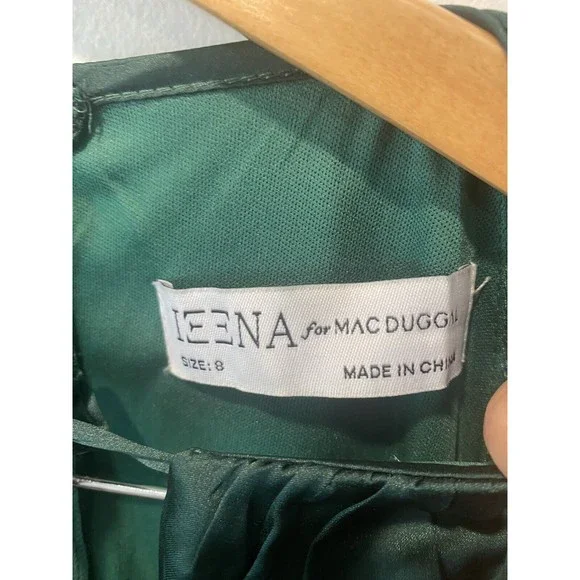 IEENA for MAC DUGGAL
SIZE: 8
MADE IN CHINA